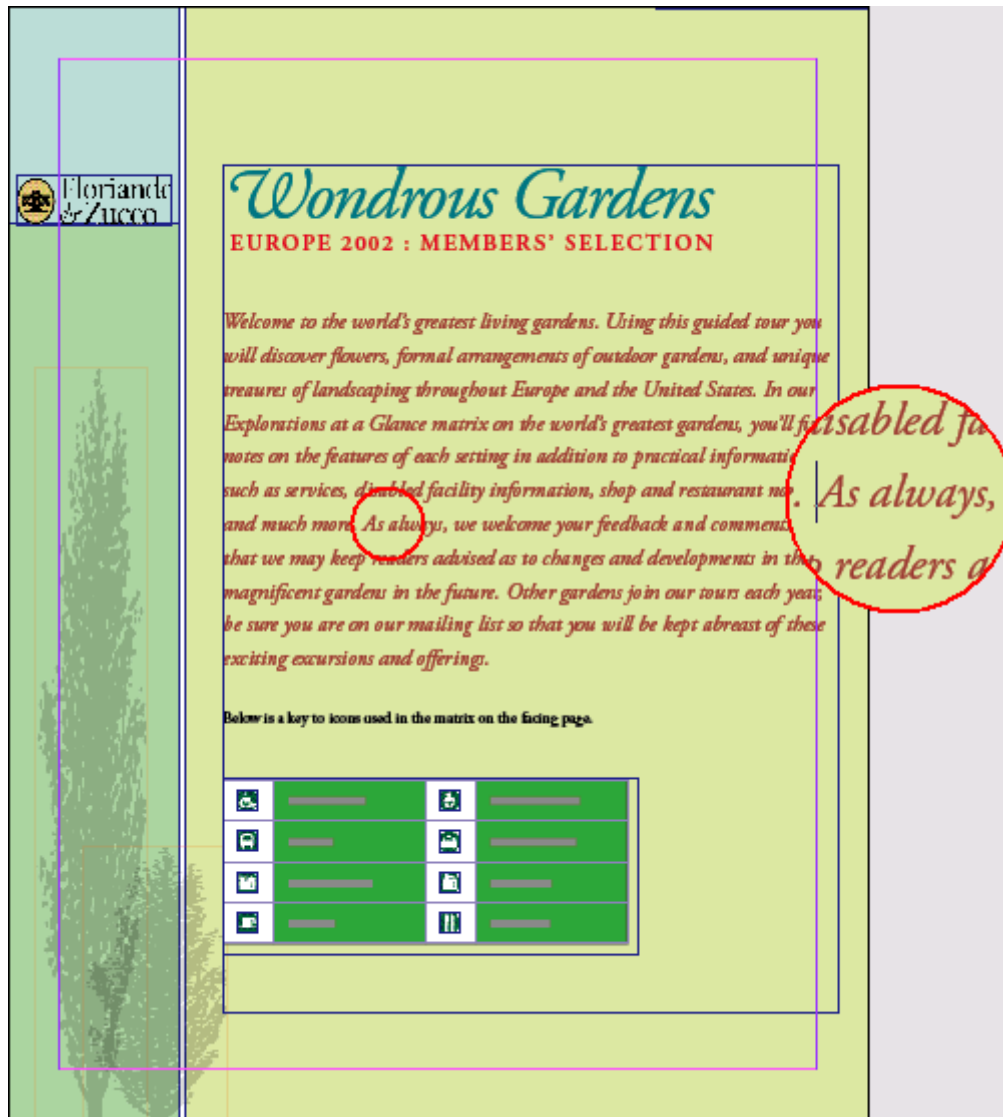 Floriando
&Zucco
Wondrous Gardens
EUROPE 2002 : MEMBERS' SELECTION
Welcome to the world's greatest living gardens. Using this guided tour you
will discover flowers, formal arrangements of outdoor gardens, and unique
treaures of landscaping throughout Europe and the United States. In our
Explorations at a Glance matrix on the world's greatest gardens, you'll
notes on the features of each setting in addition to practical
such as services, disabled facility information, shop and restaurant
and much more. As always, we welcome your feedback and
that we may keep readers advised as to changes and developments in
magnificent gardens in the future. Other gardens join our tours each year,
be sure you are on our mailing list so that you will be kept abreast of these
exciting excursions and offerings.
Below is a key to icons used in the matrix on the facing page.
isabled fa
. As always,
readers a